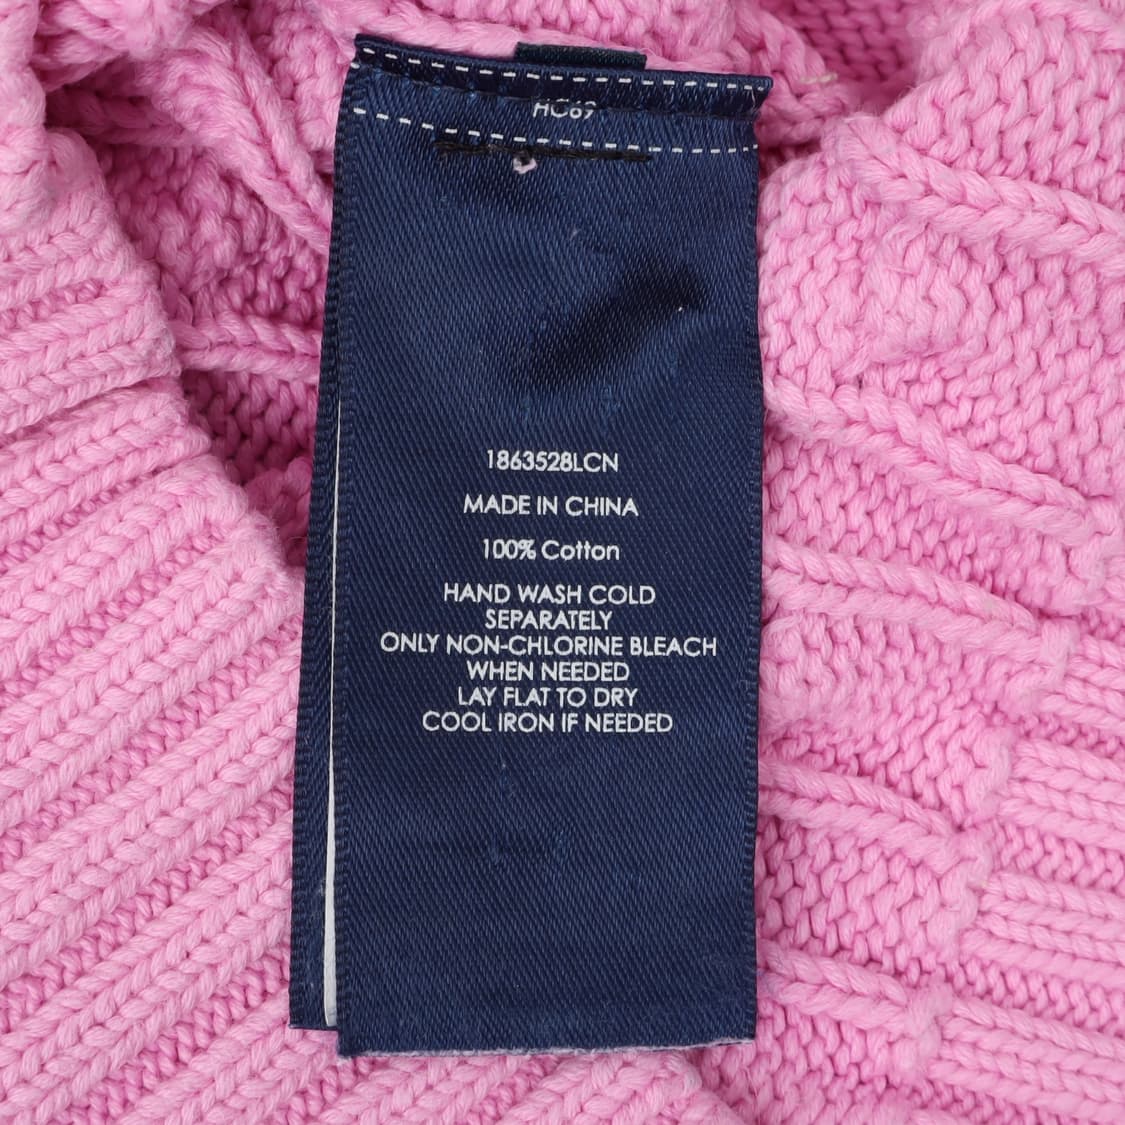 HC69
1863528LCN
MADE IN CHINA
100% Cotton
HAND WASH COLD
SEPARATELY
ONLY NON-CHLORINE BLEACH
WHEN NEEDED
LAY FLAT TO DRY
COOL IRON IF NEEDED